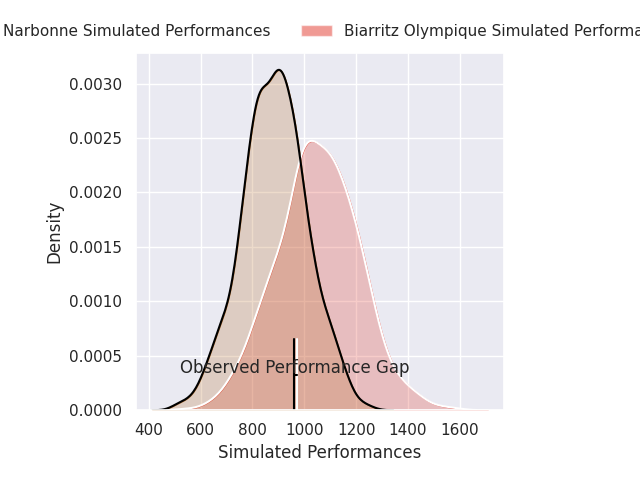 Narbonne Simulated Performances
Biarritz Olympique Simulated Performa
0.0030
0.0025
0.0020
0.0015
0.0010
0.0005
0.0000
Density
Observed Performance Gap
400 600 800 1000 1200 1400 1600
Simulated Performances